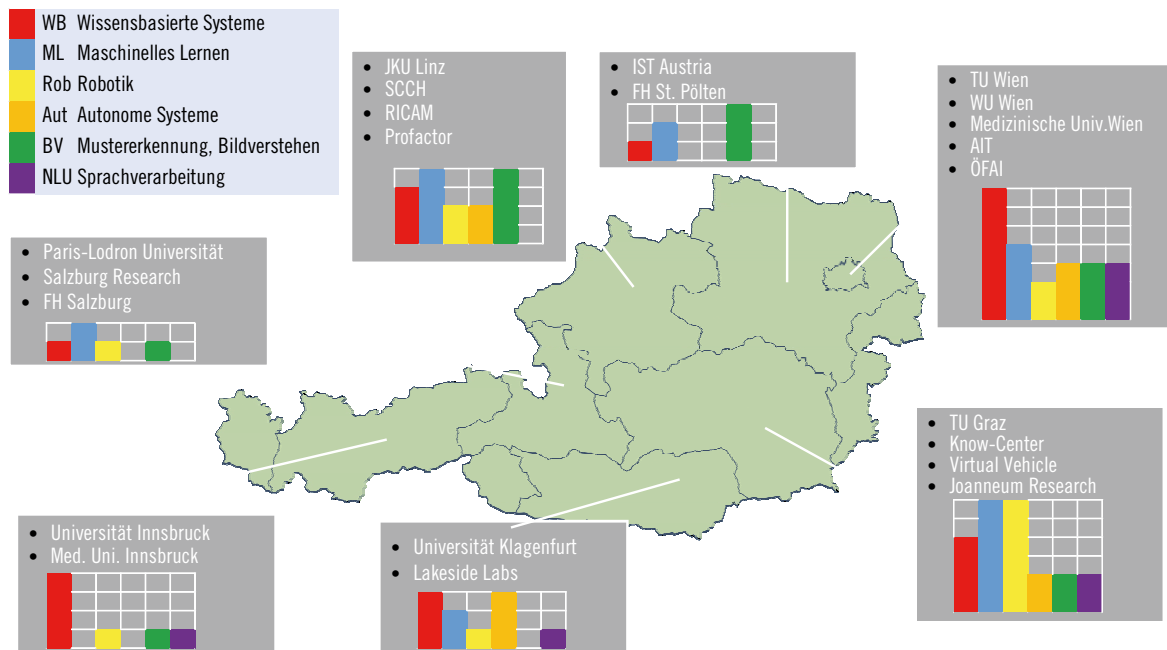 WB Wissensbasierte Systeme
ML Maschinelles Lernen
Rob Robotik
Aut Autonome Systeme
BV Mustererkennung, Bildverstehen
NLU Sprachverarbeitung
• JKU Linz
• SCCH
• RICAM
• Profactor
• IST Austria
• FH St. Pölten
• TU Wien
• WU Wien
• Medizinische Univ.Wien
• AIT
• ÖFAI
• Paris-Lodron Universität
• Salzburg Research
• FH Salzburg
• TU Graz
• Know-Center
• Virtual Vehicle
• Joanneum Research
• Universität Innsbruck
• Med. Uni. Innsbruck
• Universität Klagenfurt
• Lakeside Labs